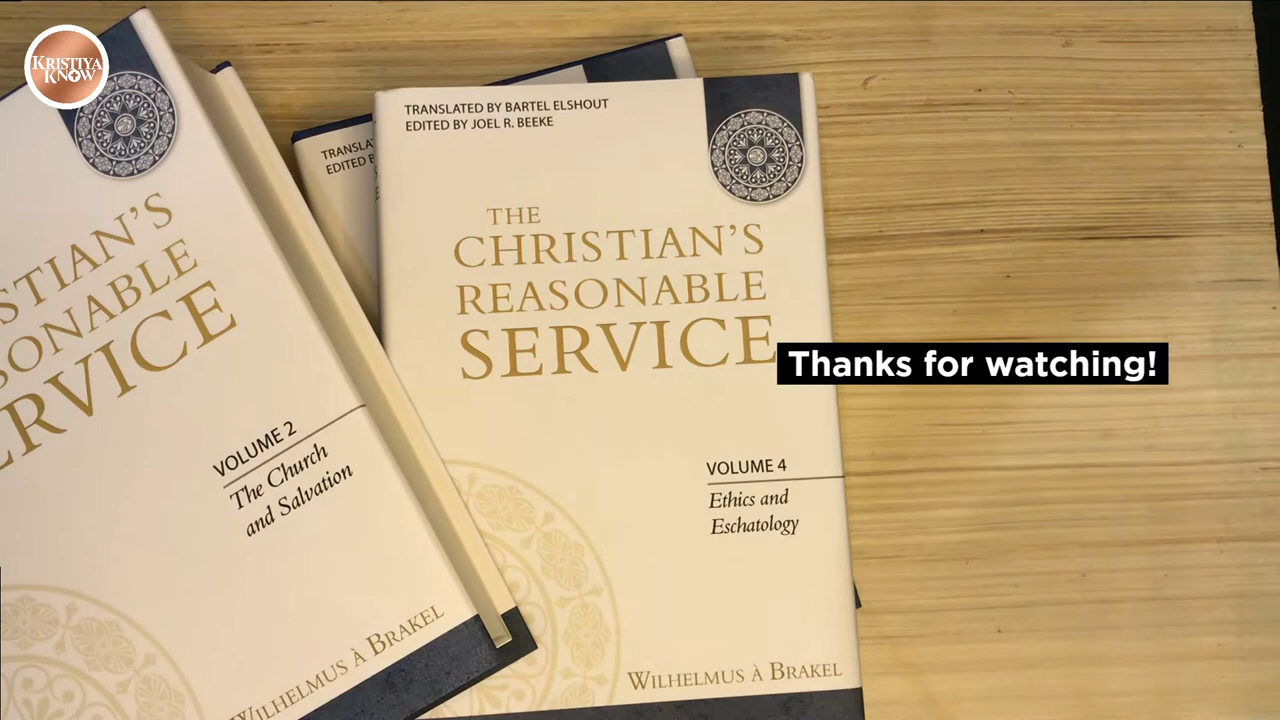 KRISTIYA
KNOW
STIAN'S
SONABLE
ERVICE
VOLUME 2
The Church
and Salvation
WILHELMUS À BRAKEL
TRANSLA
EDITED B
TRANSLATED BY BARTEL ELSHOUT
EDITED BY JOEL R. BEEKE
THE
CHRISTIAN'S
REASONABLE
SERVICE
VOLUME 4
Ethics and
Eschatology
WILHELMUS À BRAKEL
Thanks for watching!